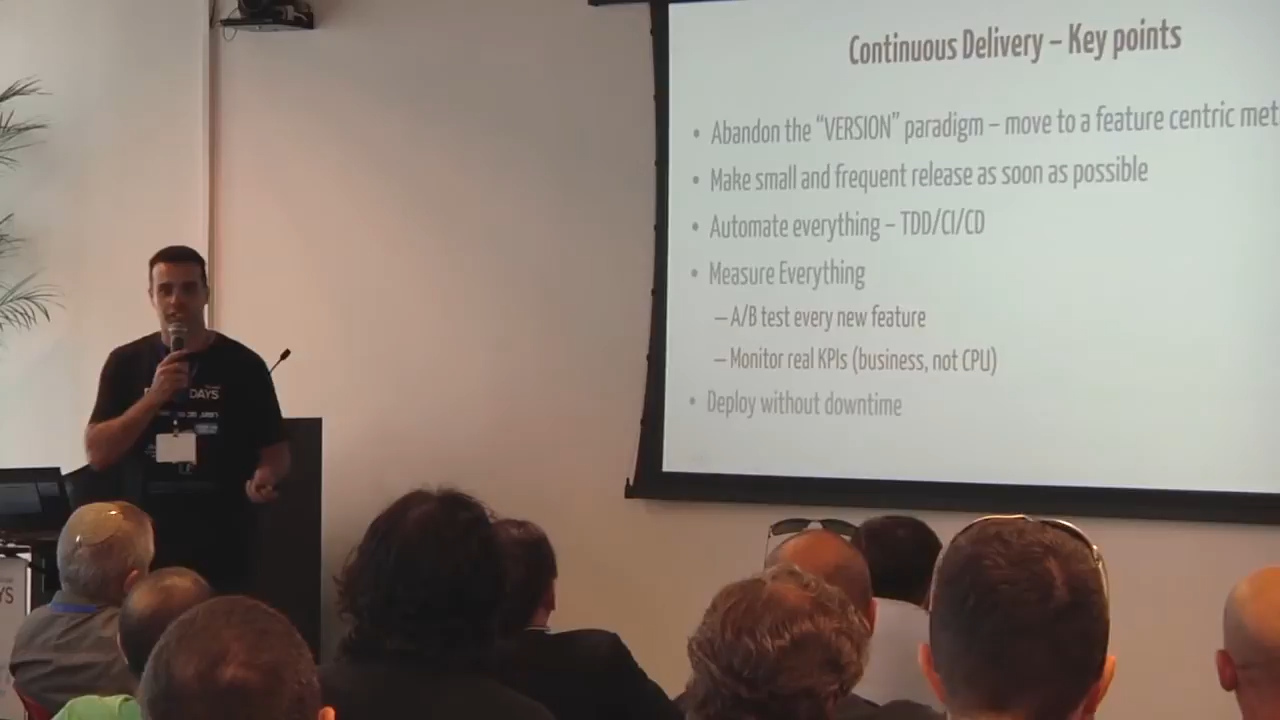 Continuous Delivery – Key points
• Abandon the “VERSION” paradigm – move to a feature centric met
• Make small and frequent release as soon as possible
• Automate everything – TDD/CI/CD
• Measure Everything
– A/B test every new feature
– Monitor real KPIs (business, not CPU)
• Deploy without downtime
DAYS
YS